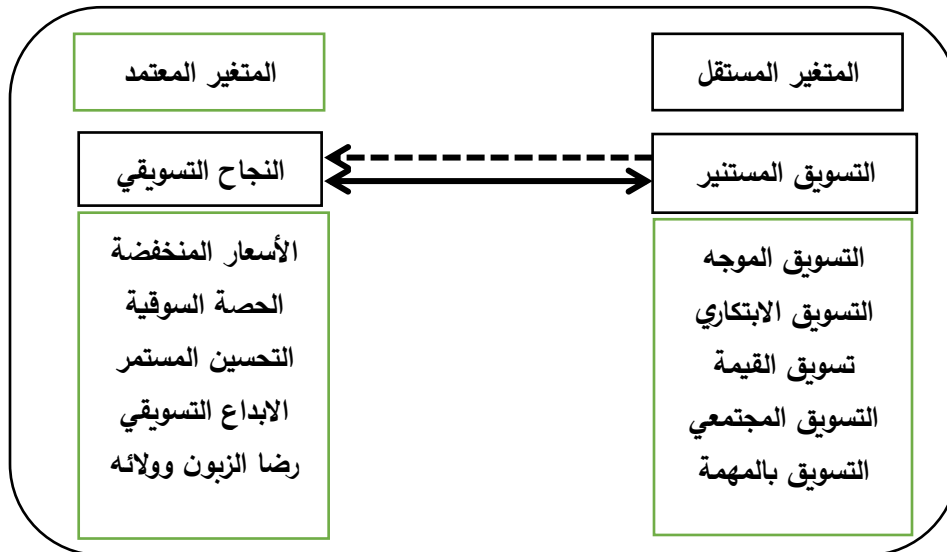 المتغير المستقل
المتغير المعتمد
التسويق المستنير
النجاح التسويقي
التسويق الموجه
التسويق الابتكاري
تسويق القيمة
التسويق المجتمعي
التسويق بالمهمة
الأسعار المنخفضة
الحصة السوقية
التحسين المستمر
الابداع التسويقي
رضا الزبون وولائه